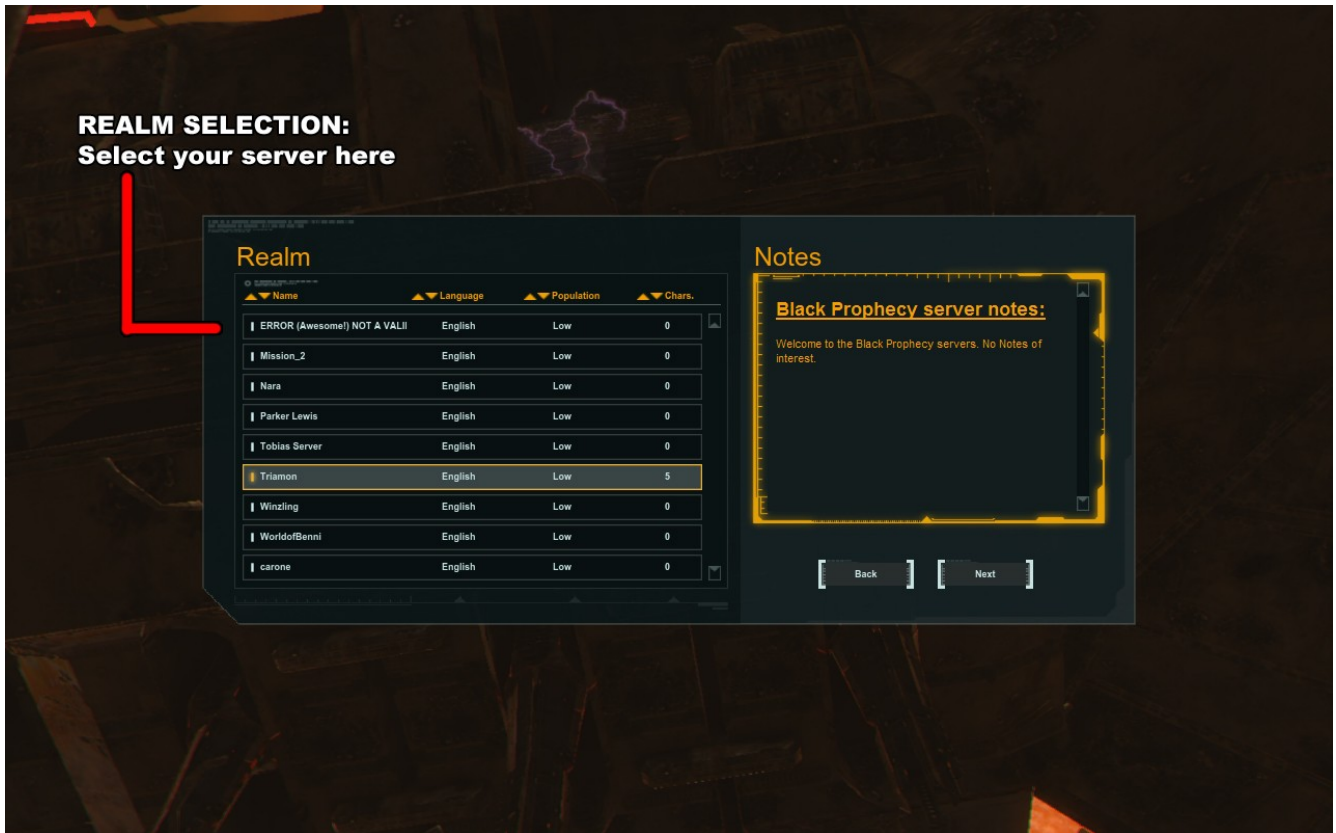 REALM SELECTION:
Select your server here
Realm
Name Language Population Chars.
ERROR (Awesome!) NOT A VALII English Low 0
Mission_2 English Low 0
Nara English Low 0
Parker Lewis English Low 0
Tobias Server English Low 0
Triamon English Low 5
Winzling English Low 0
WorldofBenni English Low 0
carone English Low 0
Notes
Black Prophecy server notes:
Welcome to the Black Prophecy servers. No Notes of
interest.
Back Next